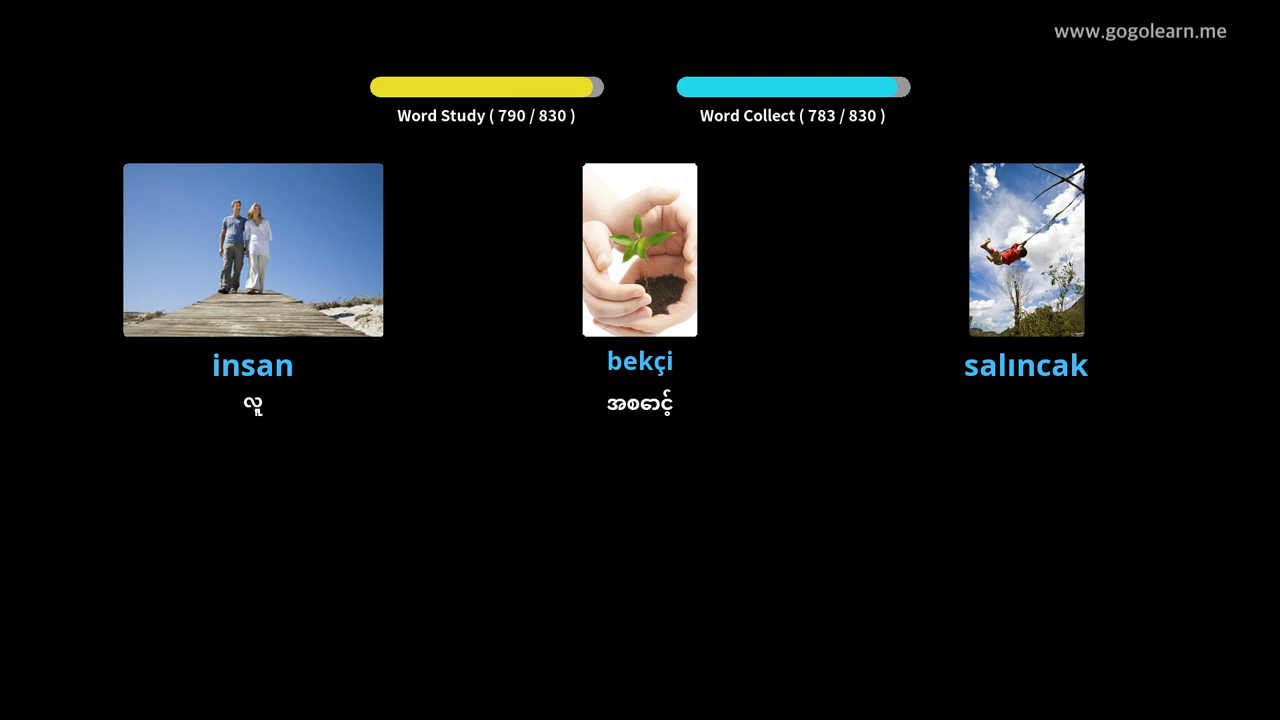 www.gogolearn.me
Word Study ( 790 / 830 )
Word Collect ( 783 / 830 )
insan
လူ
bekçi
အစောင့်
salıncak